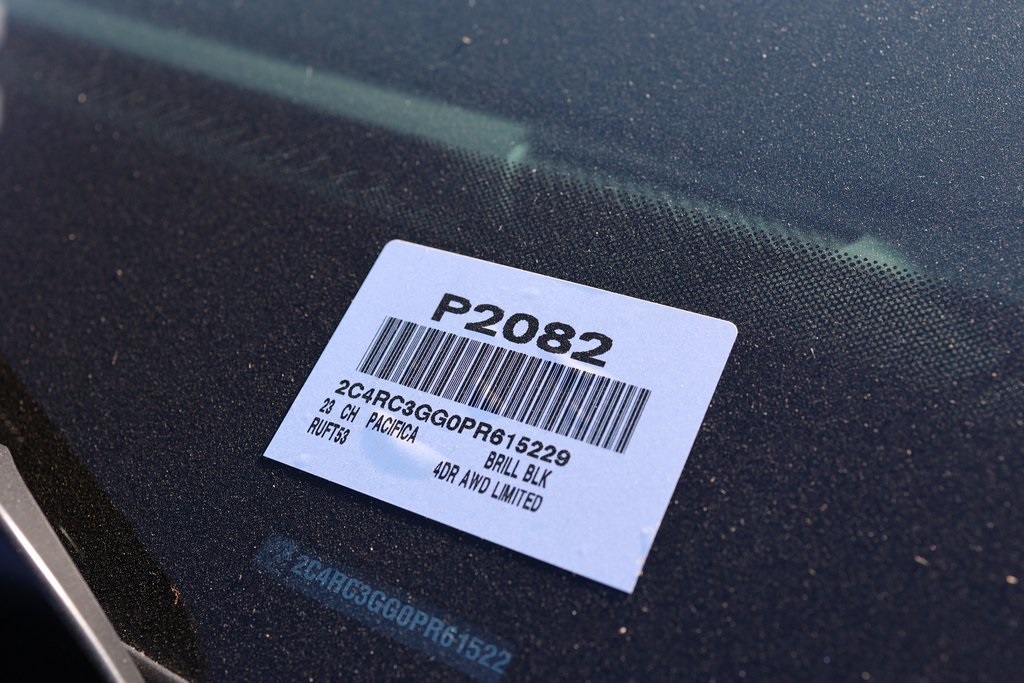 P2082
2C4RC3GG0PR615229
23 CH PACIFICA BRILL BLK
RUFT53 4DR AWD LIMITED
2C4RC3GG0PR61522